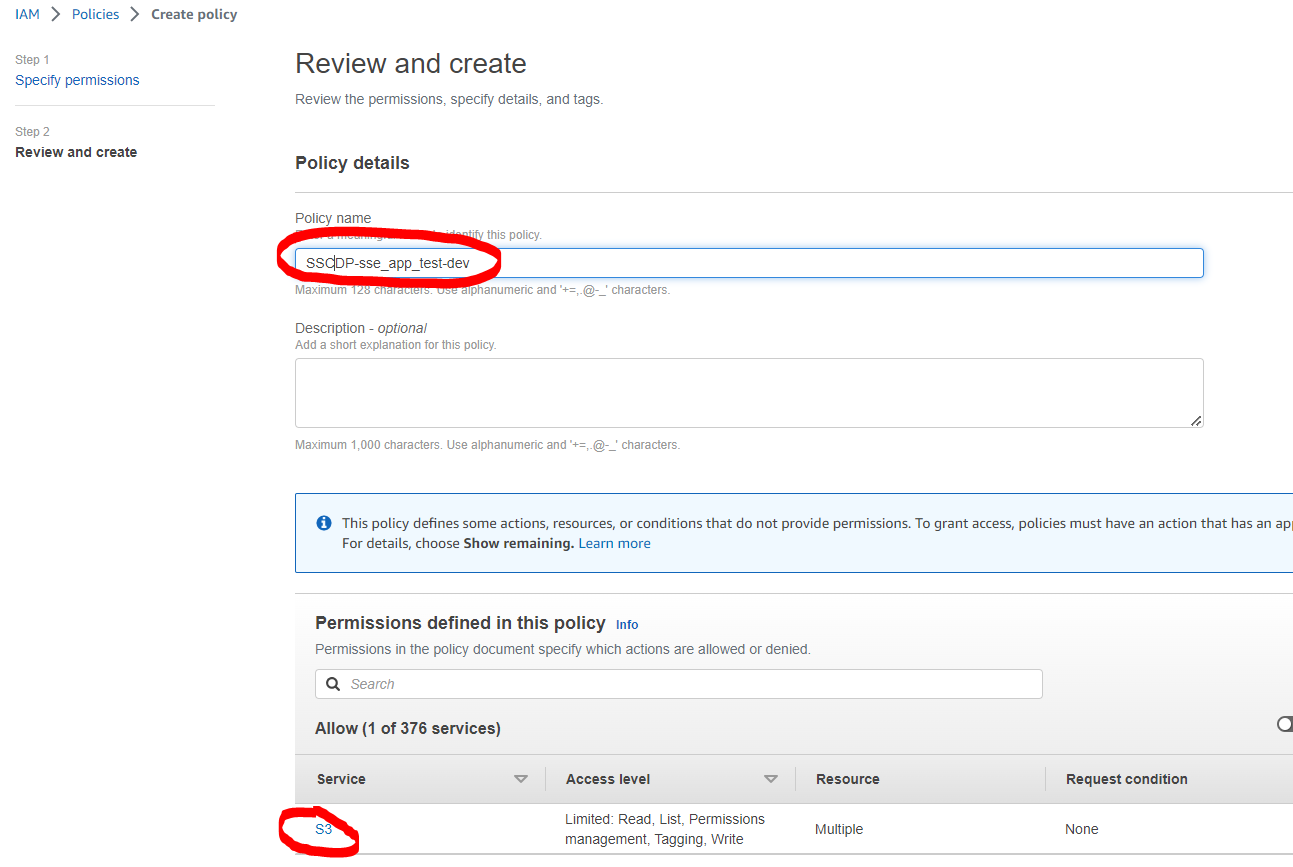 IAM > Policies > Create policy
Step 1
Specify permissions
Step 2
Review and create
Review and create
Review the permissions, specify details, and tags.
Policy details
Policy name
identify this policy.
SSCDP-sse_app_test-dev
Maximum 128 characters. Use alphanumeric and '+=,.@-_' characters.
Description - optional
Add a short explanation for this policy.
Maximum 1,000 characters. Use alphanumeric and '+=,.@-_' characters.
This policy defines some actions, resources, or conditions that do not provide permissions. To grant access, policies must have an action that has an
For details, choose Show remaining. Learn more
Permissions defined in this policy Info
Permissions in the policy document specify which actions are allowed or denied.
Search
Allow (1 of 376 services)
Service Access level Resource Request condition
S3 Limited: Read, List, Permissions management, Tagging, Write Multiple None